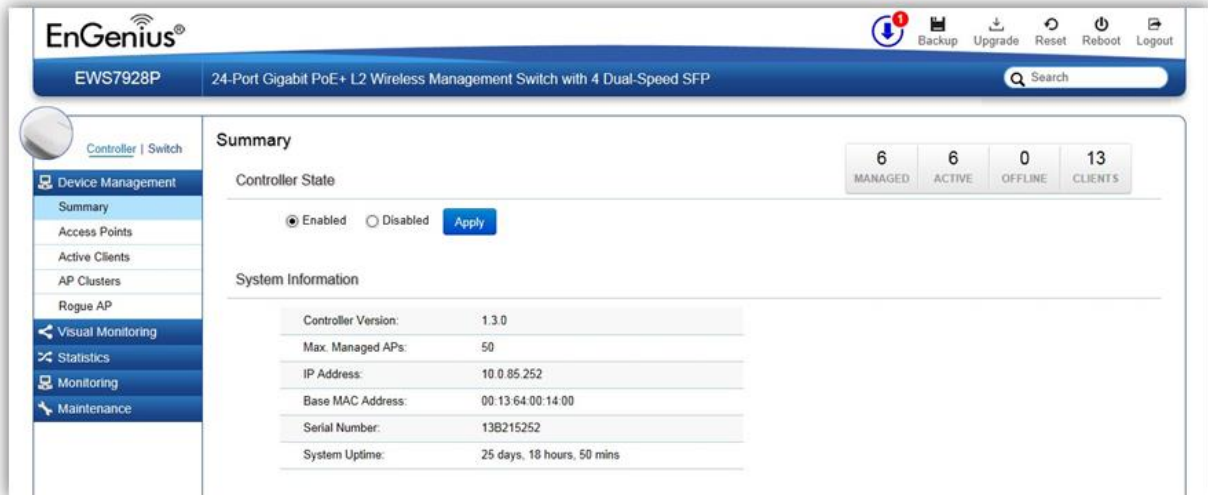 EnGenius®
1
Backup Upgrade Reset Reboot Logout
EWS7928P
24-Port Gigabit PoE+ L2 Wireless Management Switch with 4 Dual-Speed SFP
Search
Controller | Switch
Device Management
Summary
Access Points
Active Clients
AP Clusters
Rogue AP
Visual Monitoring
Statistics
Monitoring
Maintenance
Summary
6 6 0 13
MANAGED ACTIVE OFFLINE CLIENTS
Controller State
Enabled Disabled Apply
System Information
Controller Version: 1.3.0
Max. Managed APs: 50
IP Address: 10.0.85.252
Base MAC Address: 00:13:64:00:14:00
Serial Number: 13B215252
System Uptime: 25 days, 18 hours, 50 mins